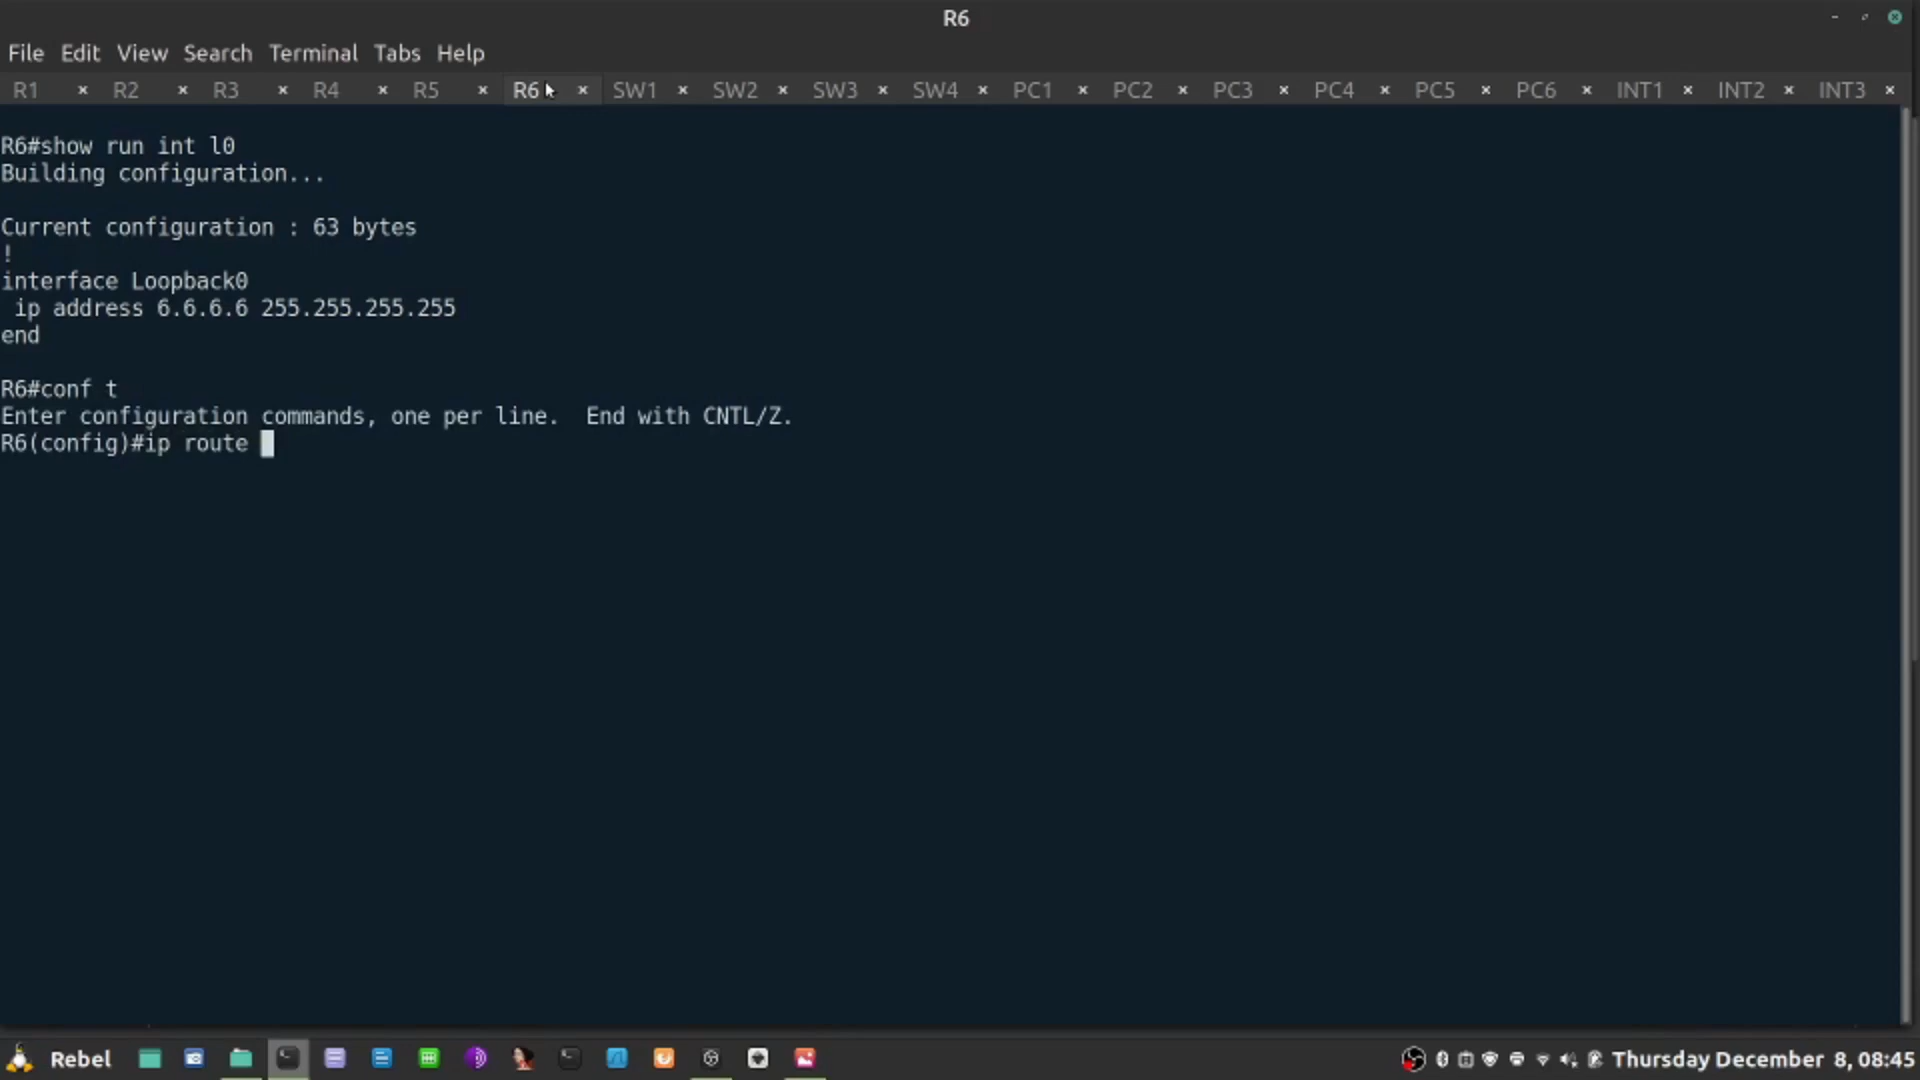 R6
File Edit View Search Terminal Tabs Help
R1 × R2 × R3 × R4 × R5 × R6 × SW1 × SW2 × SW3 × SW4 × PC1 × PC2 × PC3 × PC4 × PC5 × PC6 × INT1 × INT2 × INT3 ×
R6#show run int l0
Building configuration...
Current configuration : 63 bytes
!
interface Loopback0
 ip address 6.6.6.6 255.255.255.255
end
R6#conf t
Enter configuration commands, one per line.  End with CNTL/Z.
R6(config)#ip route
Rebel
Thursday December 8, 08:45